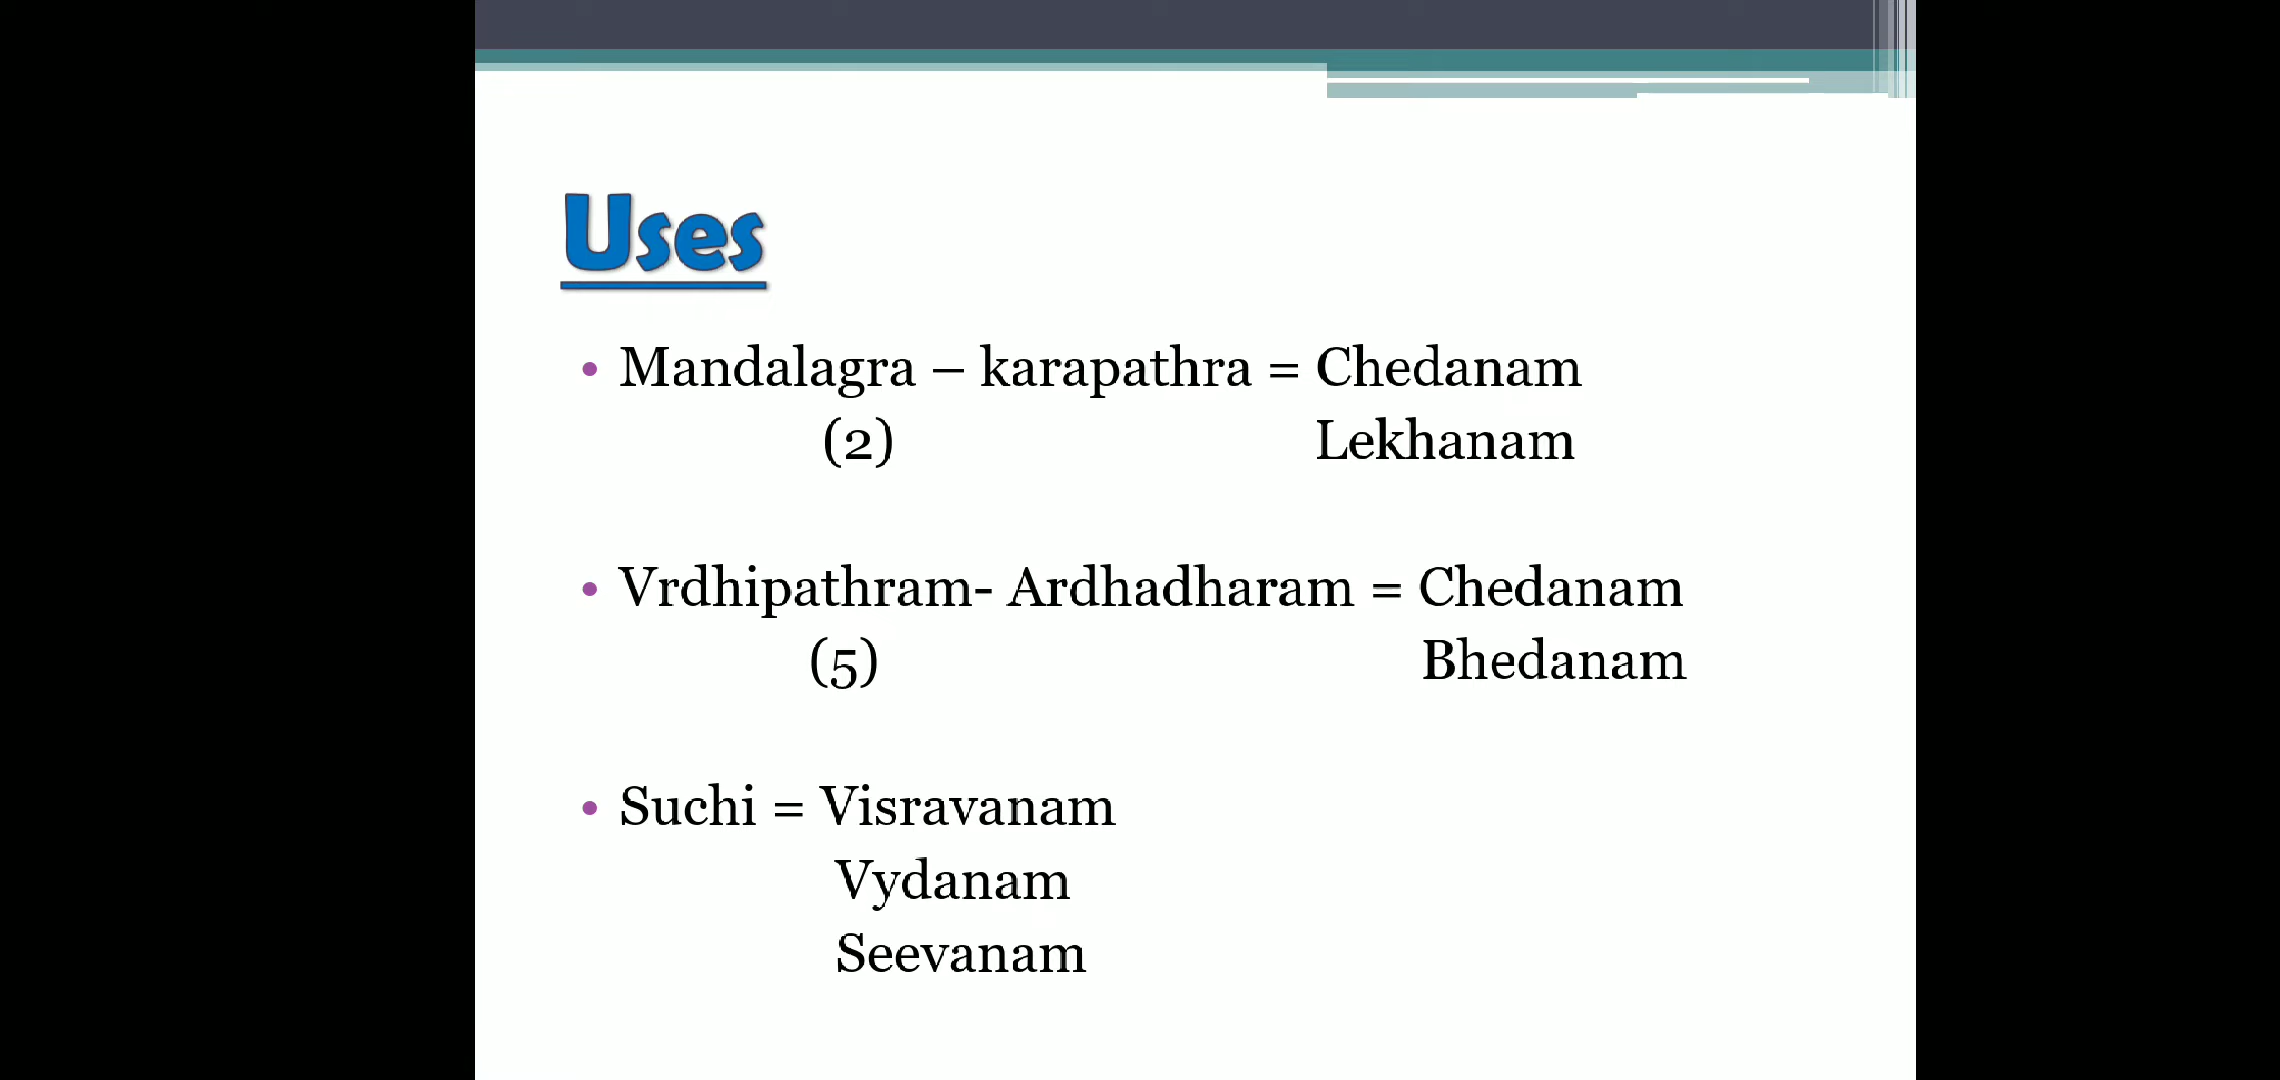 Uses
• Mandalagra – karapathra = Chedanam
(2) Lekhanam
• Vrdhipathram- Ardhadharam = Chedanam
(5) Bhedanam
• Suchi = Visravanam
Vydanam
Seevanam